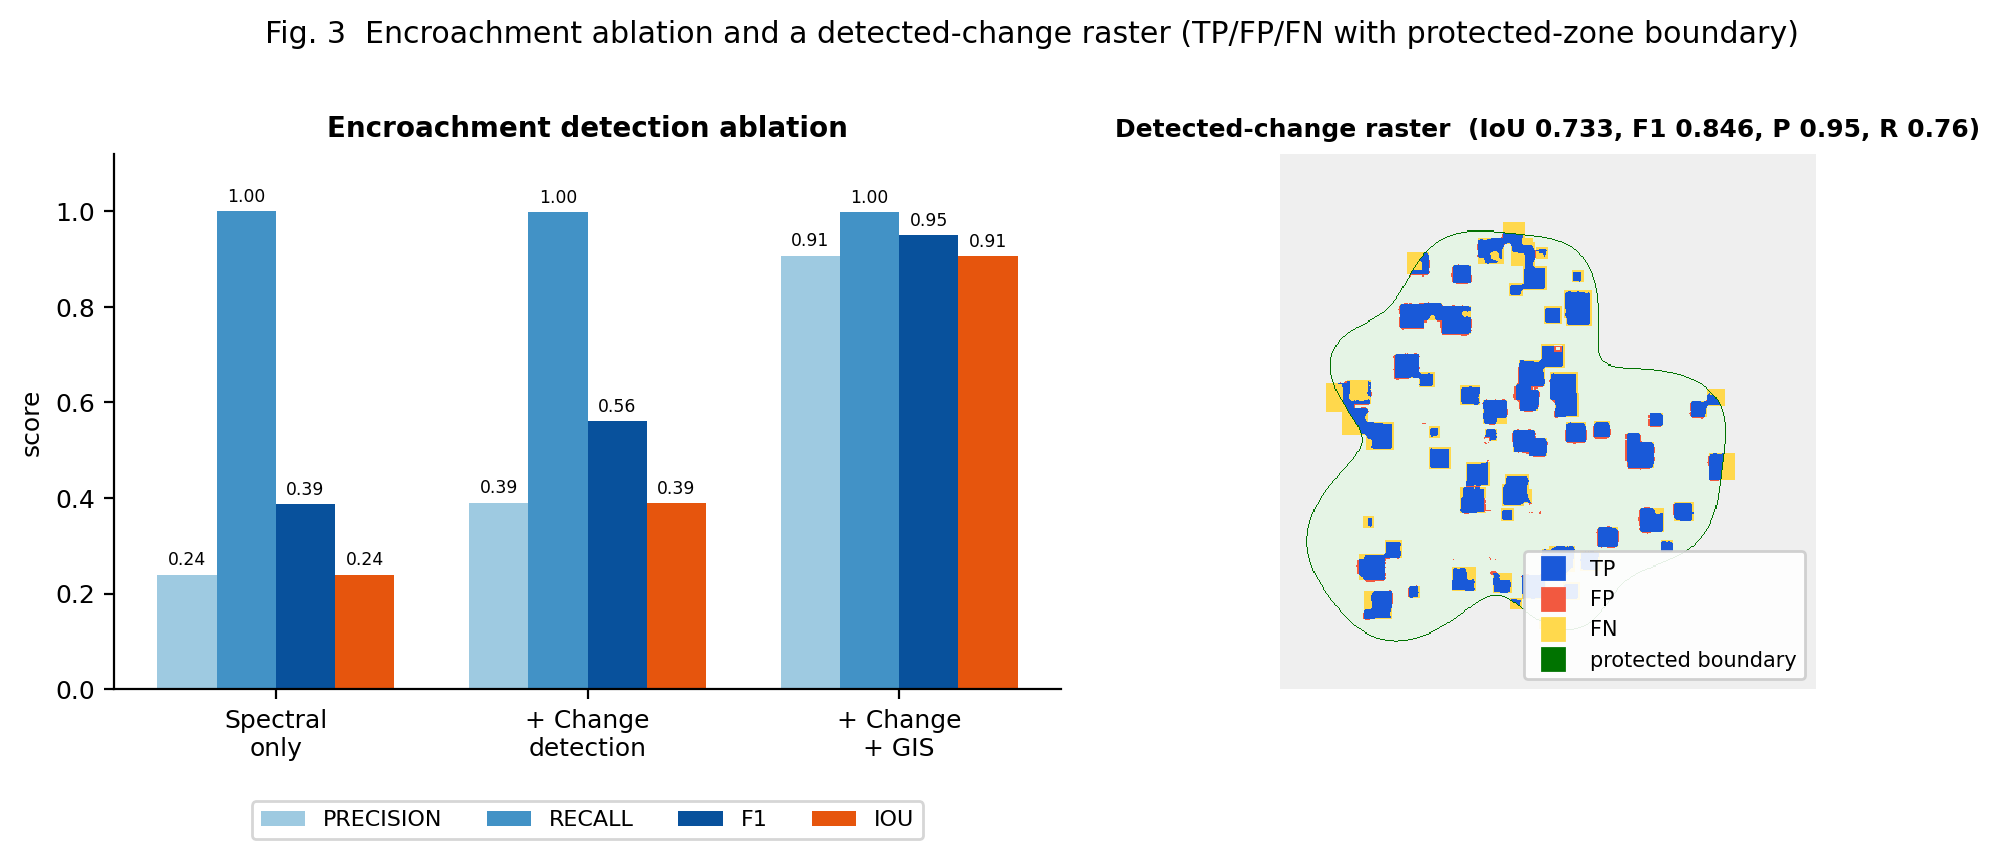 Fig. 3  Encroachment ablation and a detected-change raster (TP/FP/FN with protected-zone boundary)
Encroachment detection ablation
score
1.0
0.8
0.6
0.4
0.2
0.0
0.24
1.00
0.39
0.24
0.39
1.00
0.56
0.39
0.91
1.00
0.95
0.91
Spectral
only
+ Change
detection
+ Change
+ GIS
PRECISION
RECALL
F1
IOU
Detected-change raster  (IoU 0.733, F1 0.846, P 0.95, R 0.76)
TP
FP
FN
protected boundary